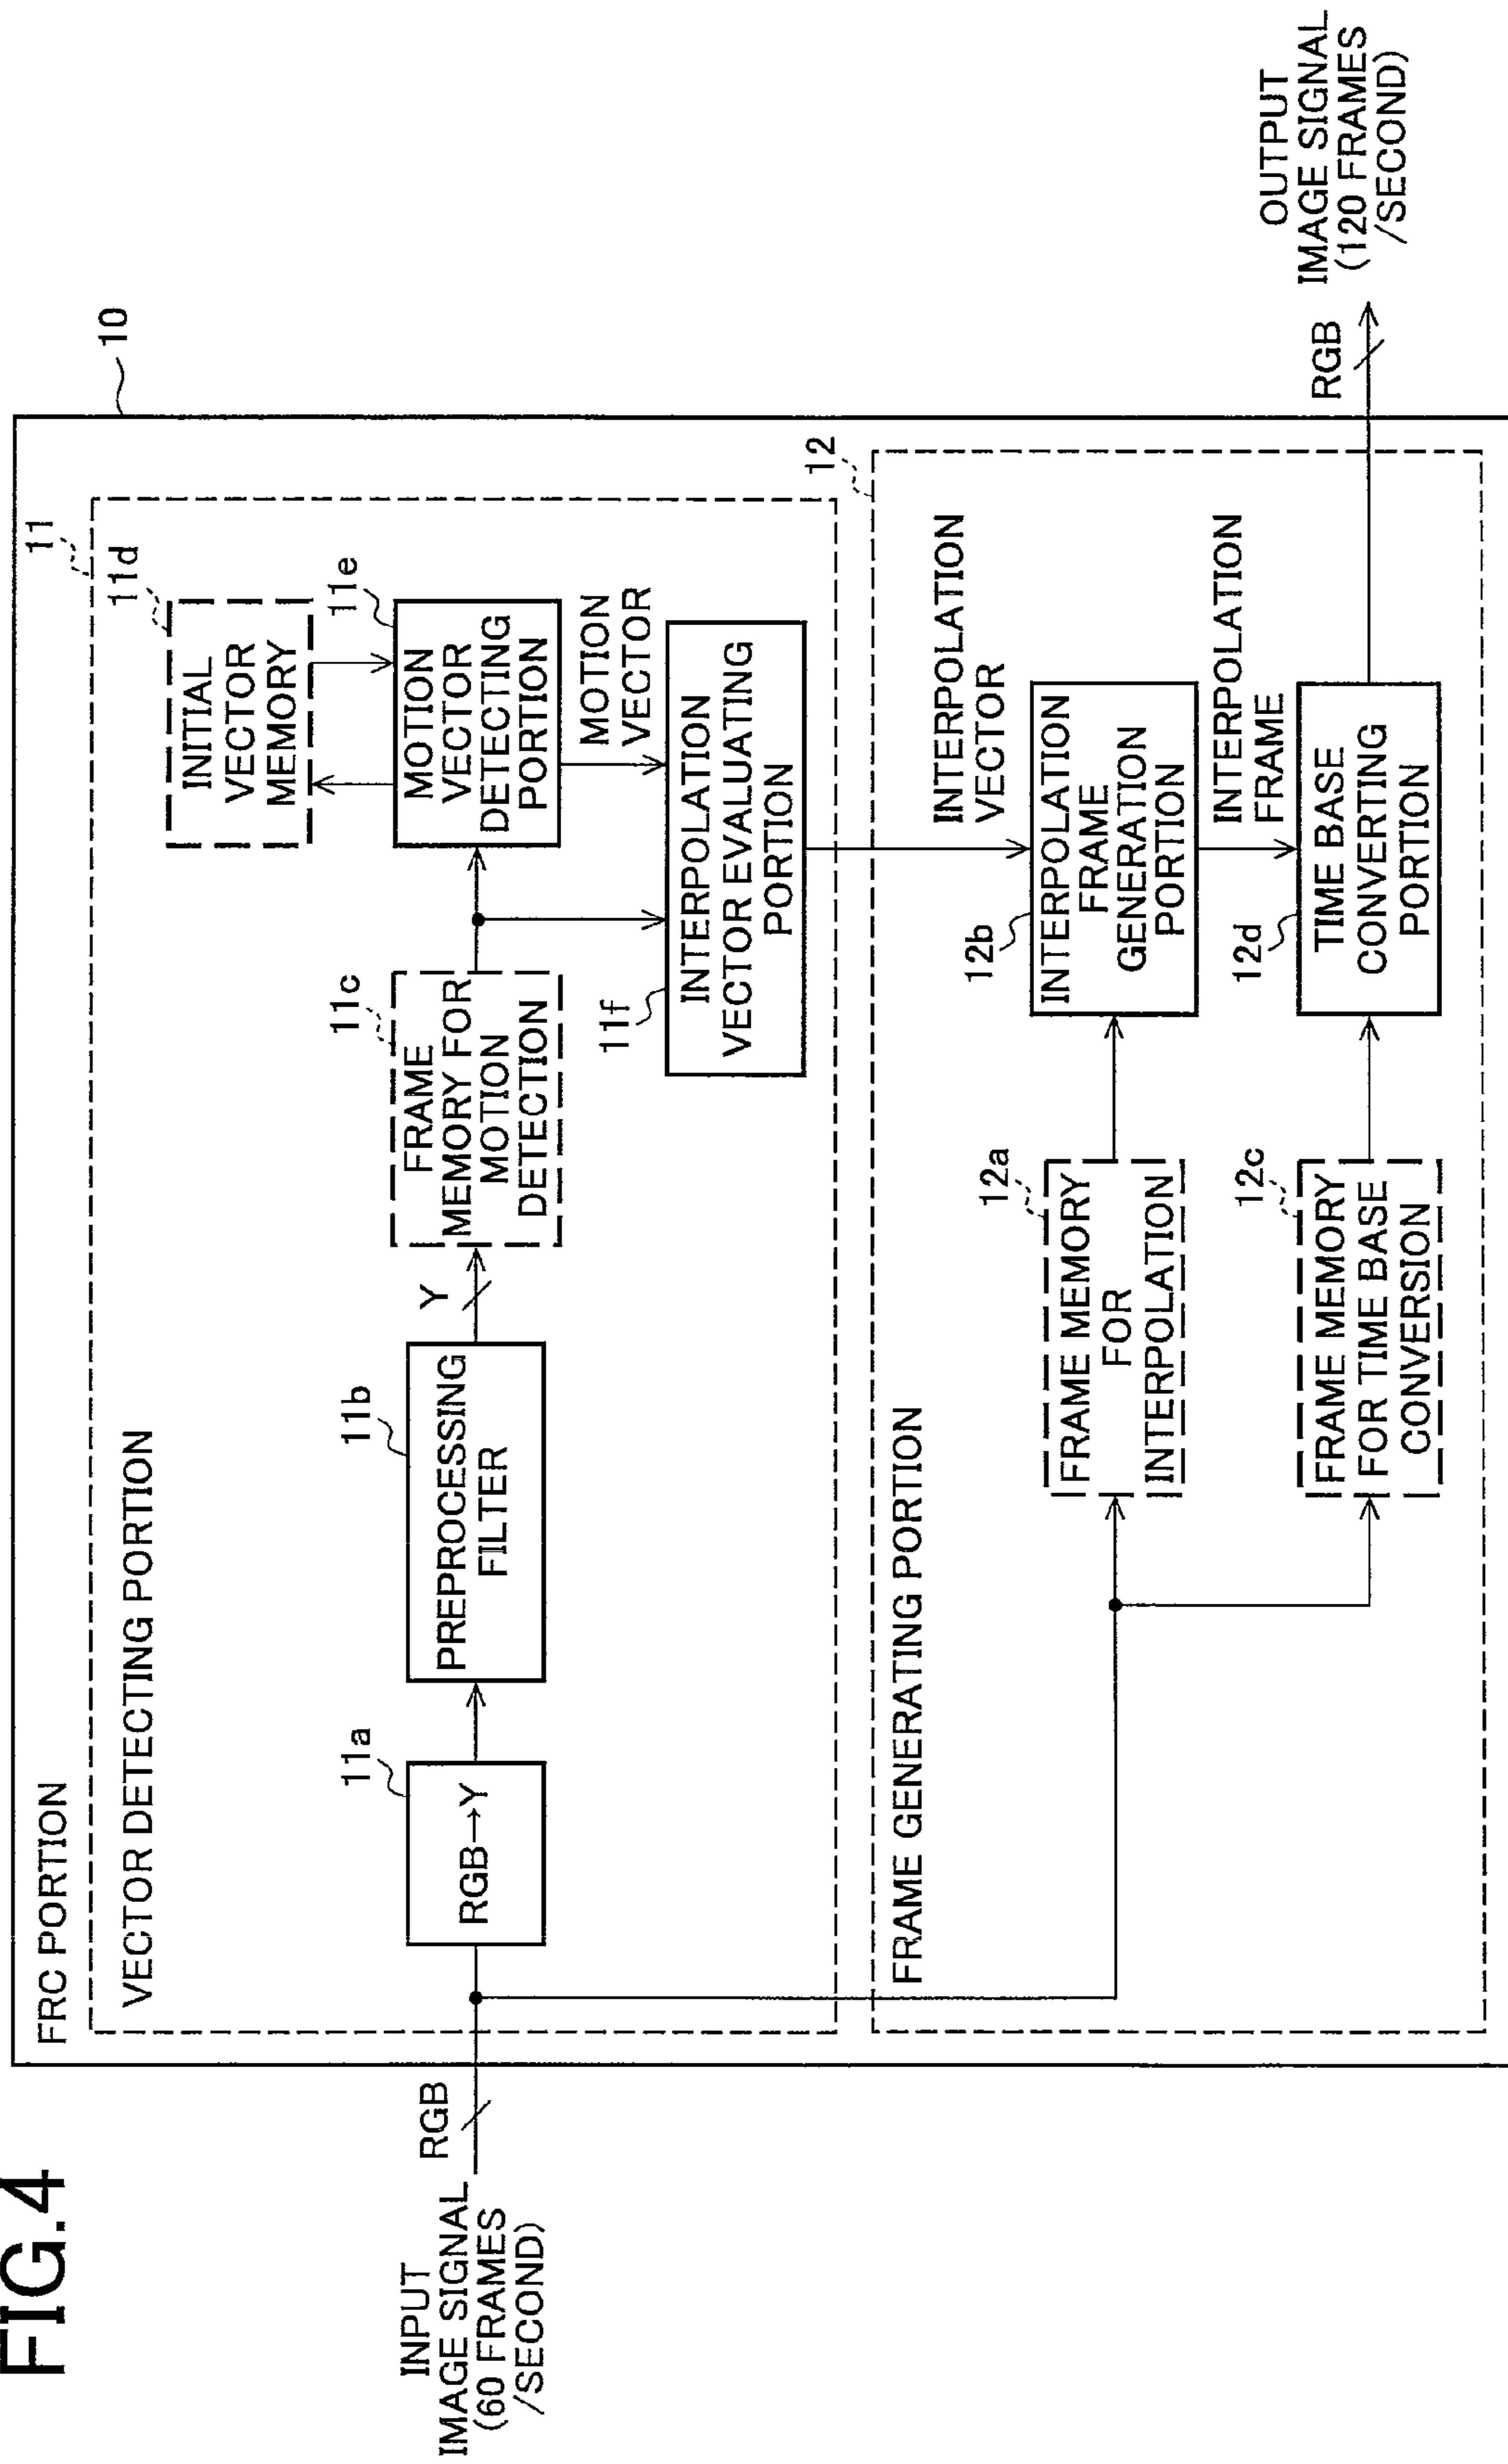 FIG.4
10
FRC PORTION
11
VECTOR DETECTING PORTION
11d
INITIAL
VECTOR
MEMORY
11a
RGB→Y
11b
PREPROCESSING
FILTER
Y
11c
FRAME
MEMORY FOR
MOTION
DETECTION
11e
MOTION
VECTOR
DETECTING
PORTION
INPUT
IMAGE SIGNAL
(60 FRAMES
/SECOND)
RGB
MOTION
VECTOR
11f
INTERPOLATION
VECTOR EVALUATING
PORTION
12
FRAME GENERATING PORTION
INTERPOLATION
VECTOR
12a
FRAME MEMORY
FOR
INTERPOLATION
12b
INTERPOLATION
FRAME
GENERATION
PORTION
INTERPOLATION
FRAME
12c
FRAME MEMORY
FOR TIME BASE
CONVERSION
12d
TIME BASE
CONVERTING
PORTION
RGB
OUTPUT
IMAGE SIGNAL
(120 FRAMES
/SECOND)